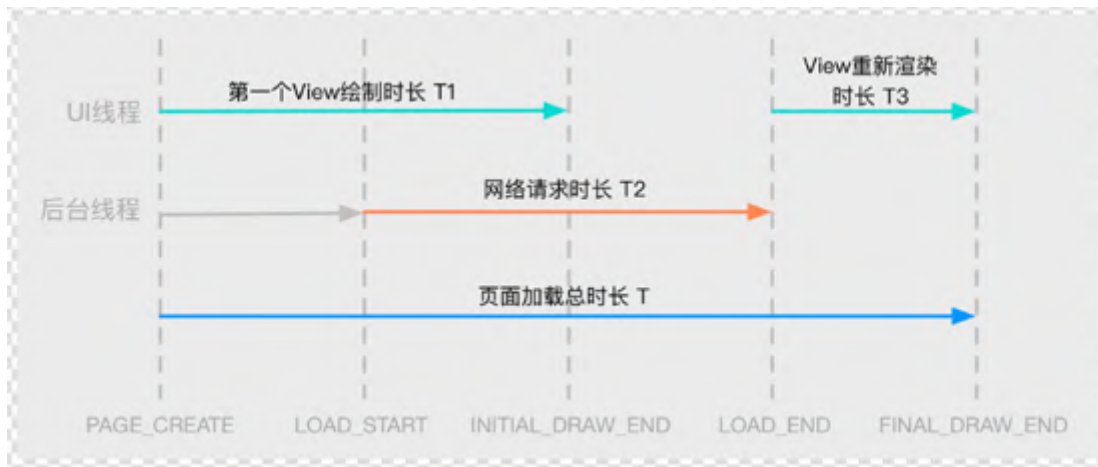 View重新渲染
时长 T3
第一个View绘制时长 T1
UI线程
网络请求时长 T2
后台线程
页面加载总时长 T
PAGE_CREATE
LOAD_START
INITIAL_DRAW_END
LOAD_END
FINAL_DRAW_END